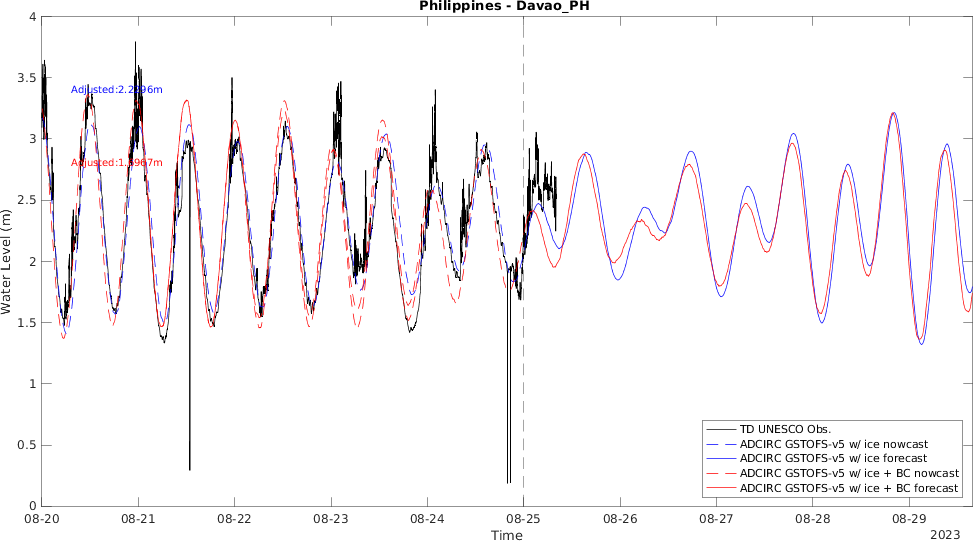 Philippines - Davao_PH
4
3.5
3
2.5
2
1.5
1
0.5
0
Water Level (m)
Adjusted:2.2296m
08-20
08-21
08-22
08-23
08-24
08-25
08-26
08-27
08-28
08-29
Time
2023
TD UNESCO Obs.
ADCIRC GSTOFS-v5 w/ ice nowcast
ADCIRC GSTOFS-v5 w/ ice forecast
ADCIRC GSTOFS-v5 w/ ice + BC nowcast
ADCIRC GSTOFS-v5 w/ ice + BC forecast